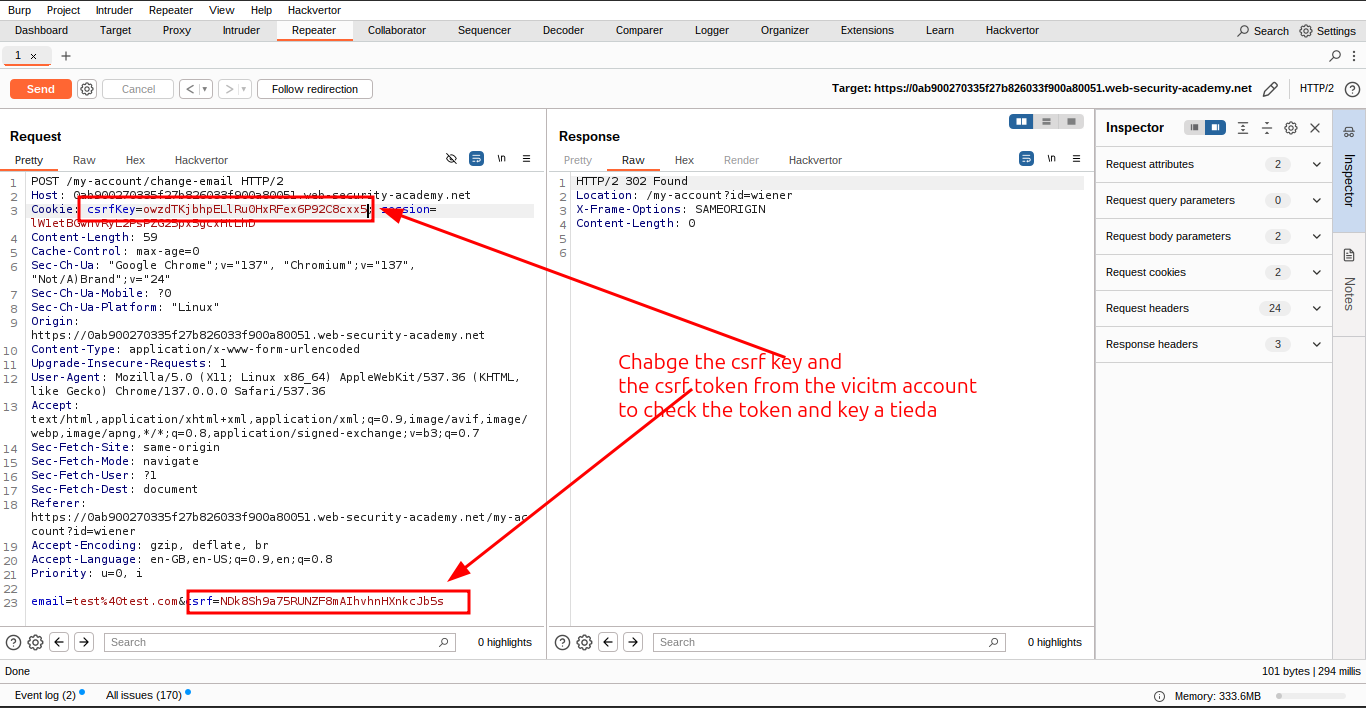 Burp Project Intruder Repeater View Help Hackvertor
Dashboard Target Proxy Intruder Repeater Collaborator Sequencer Decoder Comparer Logger Organizer Extensions Learn Hackvertor Search Settings
1 × +
Send Cancel < > Follow redirection Target: https://0ab900270335f27b826033f900a80051.web-security-academy.net HTTP/2
Request
Pretty Raw Hex Hackvertor \n
1 POST /my-account/change-email HTTP/2
2 Host: 0ab900270335f27b826033f900a80051.web-security-academy.net
3 Cookie: csrfKey=owzdTKjbhpELlRuOHxRFex6P92C8cxxS; session=
4 Content-Length: 59
5 Cache-Control: max-age=0
6 Sec-Ch-Ua: "Google Chrome";v="137", "Chromium";v="137",
"Not/A)Brand";v="24"
7 Sec-Ch-Ua-Mobile: ?0
8 Sec-Ch-Ua-Platform: "Linux"
9 Origin:
https://0ab900270335f27b826033f900a80051.web-security-academy.net
10 Content-Type: application/x-www-form-urlencoded
11 Upgrade-Insecure-Requests: 1
12 User-Agent: Mozilla/5.0 (X11; Linux x86_64) AppleWebKit/537.36 (KHTML,
like Gecko) Chrome/137.0.0.0 Safari/537.36
13 Accept:
text/html,application/xhtml+xml,application/xml;q=0.9,image/avif,image/
webp,image/apng,*/*;q=0.8,application/signed-exchange;v=b3;q=0.7
14 Sec-Fetch-Site: same-origin
15 Sec-Fetch-Mode: navigate
16 Sec-Fetch-User: ?1
17 Sec-Fetch-Dest: document
18 Referer:
https://0ab900270335f27b826033f900a80051.web-security-academy.net/my-ac
count?id=wiener
19 Accept-Encoding: gzip, deflate, br
20 Accept-Language: en-GB,en-US;q=0.9,en;q=0.8
21 Priority: u=0, i
22
23 email=test%40test.com&csrf=NDk8Sh9a75RUNZF8mAIhvhnHXnkcJb5s
Search 0 highlights
Response
Pretty Raw Hex Render Hackvertor \n
1 HTTP/2 302 Found
2 Location: /my-account?id=wiener
3 X-Frame-Options: SAMEORIGIN
4 Content-Length: 0
5
6
Chabge the csrf key and
the csrf token from the vicitm account
to check the token and key a tieda
Search 0 highlights
Inspector
Request attributes 2
Request query parameters 0
Request body parameters 2
Request cookies 2
Request headers 24
Response headers 3
Inspector
Notes
Done 101 bytes | 294 millis
Event log (2) All issues (170) Memory: 333.6MB